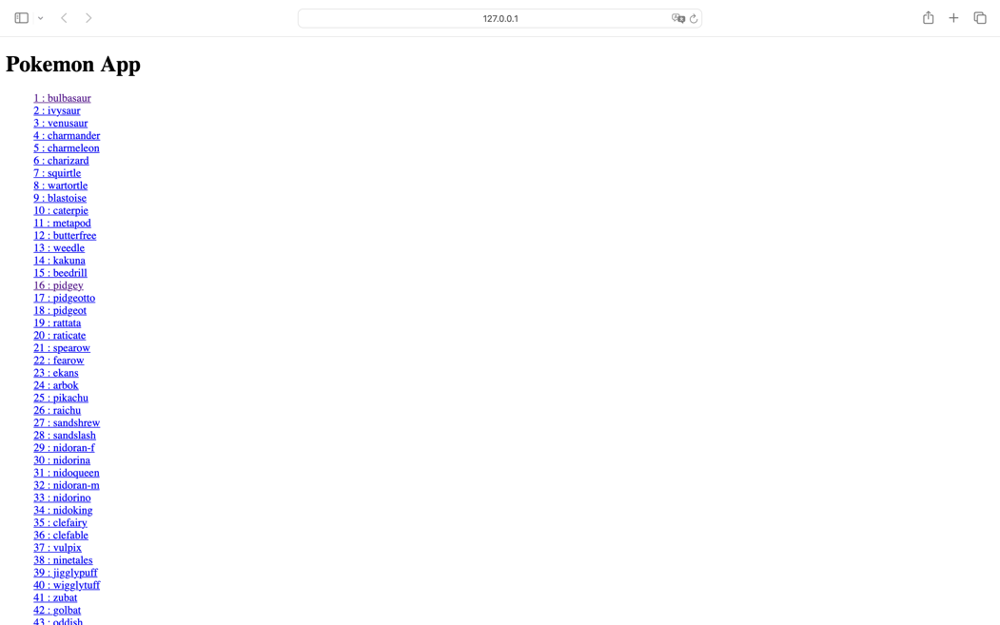 127.0.0.1
Pokemon App
1 : bulbasaur
2 : ivysaur
3 : venusaur
4 : charmander
5 : charmeleon
6 : charizard
7 : squirtle
8 : wartortle
9 : blastoise
10 : caterpie
11 : metapod
12 : butterfree
13 : weedle
14 : kakuna
15 : beedrill
16 : pidgey
17 : pidgeotto
18 : pidgeot
19 : rattata
20 : raticate
21 : spearow
22 : fearow
23 : ekans
24 : arbok
25 : pikachu
26 : raichu
27 : sandshrew
28 : sandslash
29 : nidoran-f
30 : nidorina
31 : nidoqueen
32 : nidoran-m
33 : nidorino
34 : nidoking
35 : clefairy
36 : clefable
37 : vulpix
38 : ninetales
39 : jigglypuff
40 : wigglytuff
41 : zubat
42 : golbat
43 : oddish